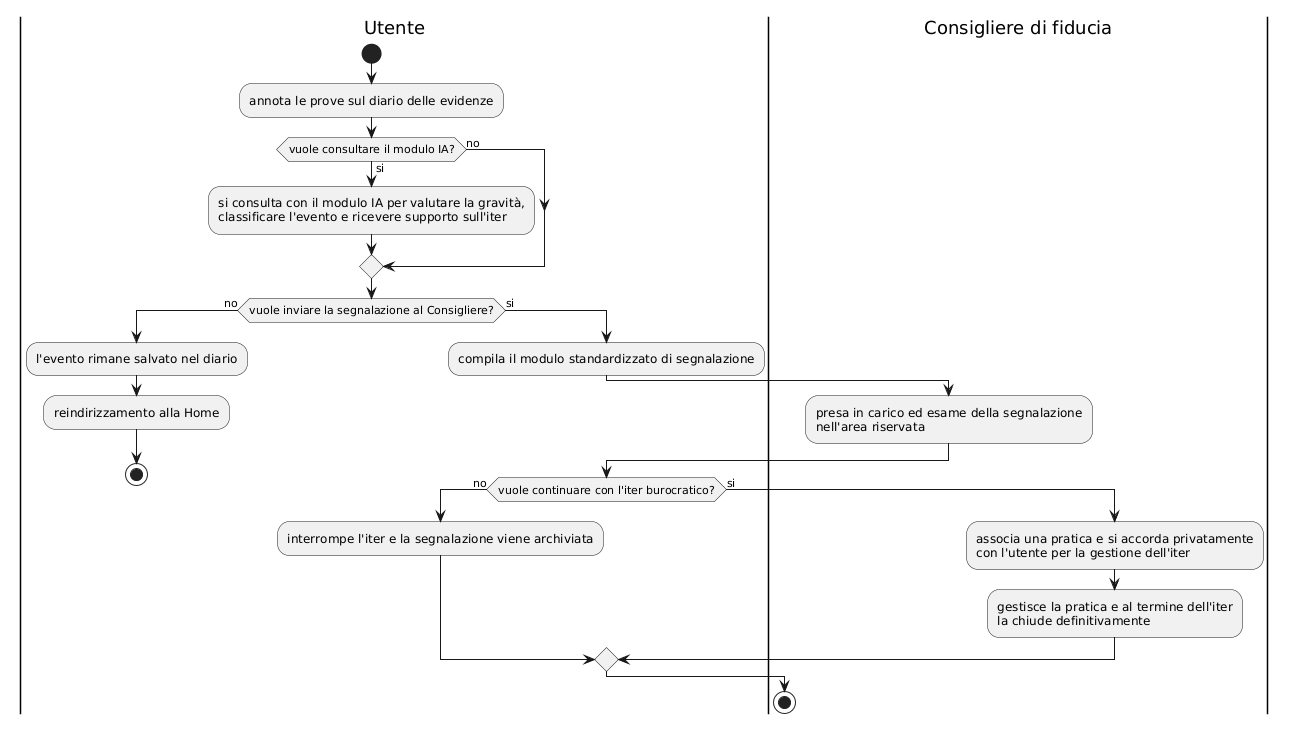 Utente
Consigliere di fiducia
annota le prove sul diario delle evidenze
vuole consultare il modulo IA?
no
si
si consulta con il modulo IA per valutare la gravità,
classificare l'evento e ricevere supporto sull'iter
no
vuole inviare la segnalazione al Consigliere?
si
l'evento rimane salvato nel diario
compila il modulo standardizzato di segnalazione
reindirizzamento alla Home
presa in carico ed esame della segnalazione
nell'area riservata
no
vuole continuare con l'iter burocratico?
si
interrompe l'iter e la segnalazione viene archiviata
associa una pratica e si accorda privatamente
con l'utente per la gestione dell'iter
gestisce la pratica e al termine dell'iter
la chiude definitivamente